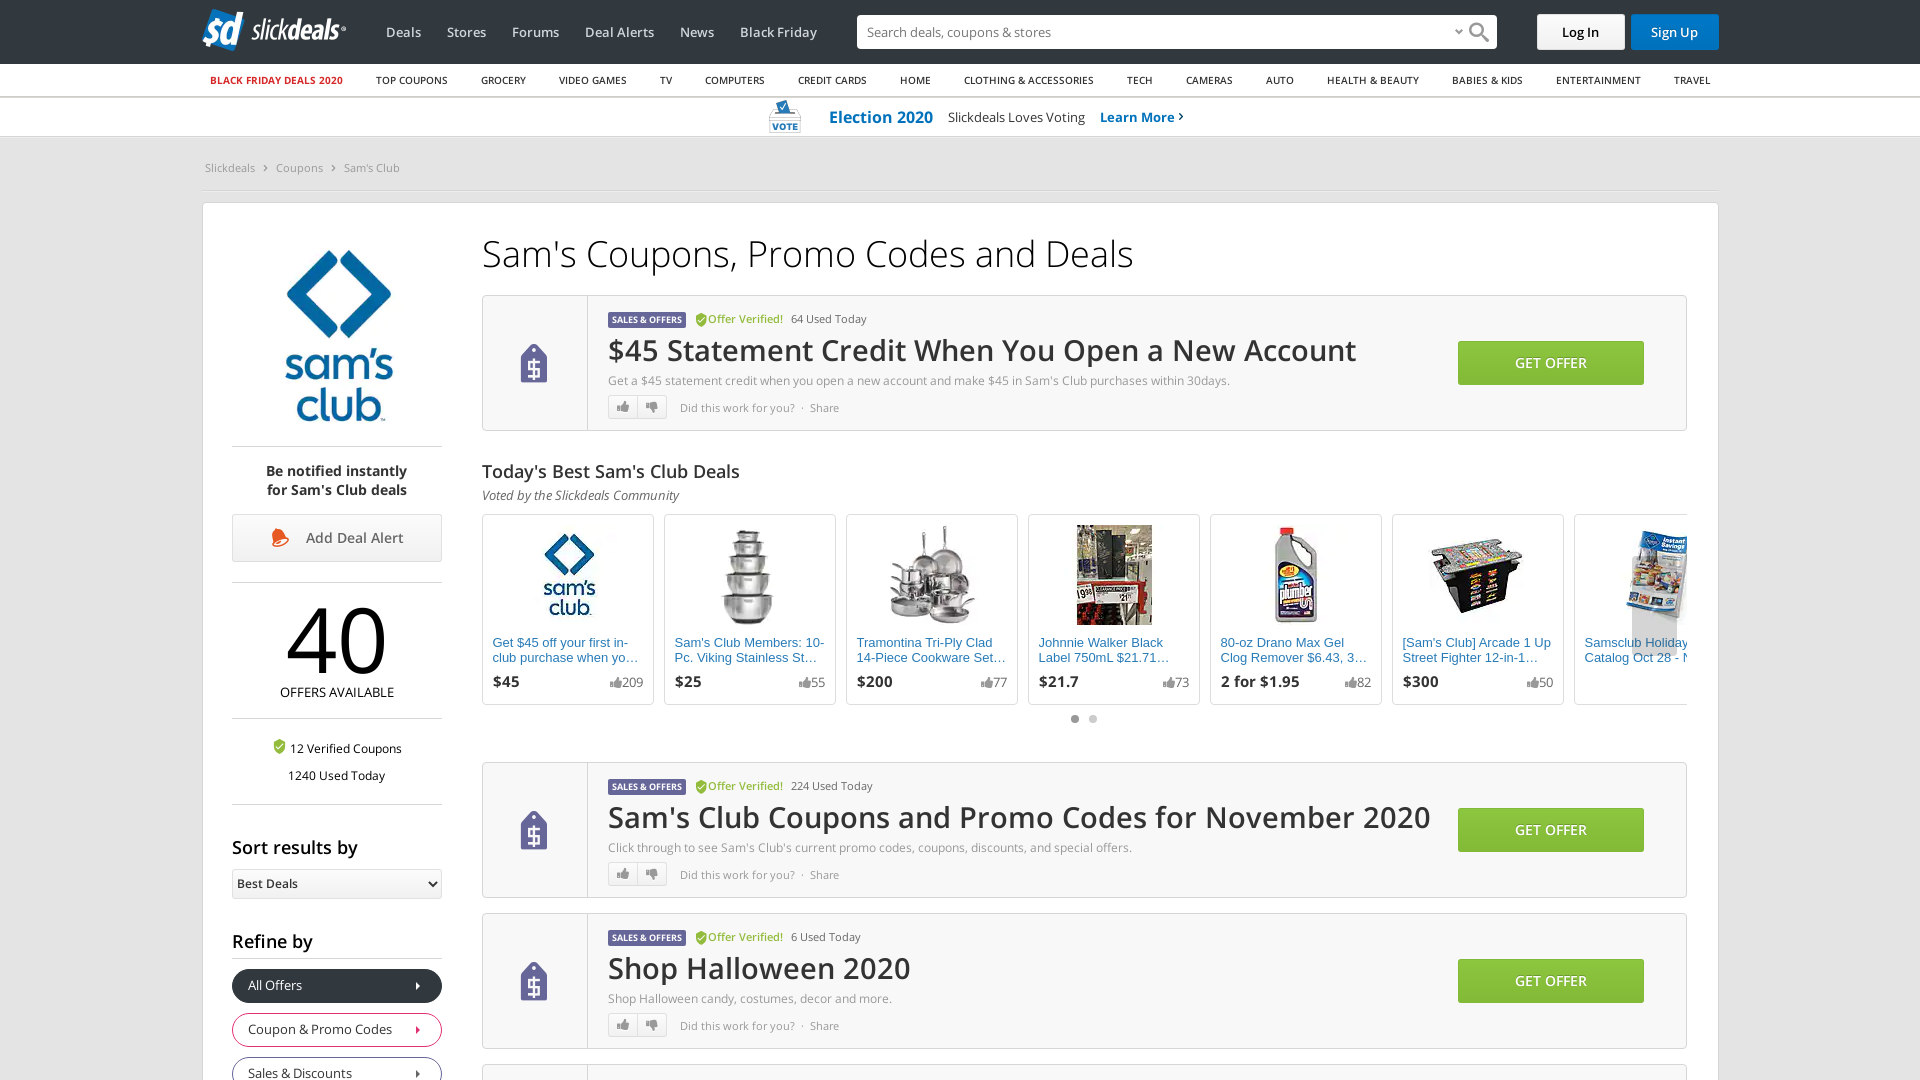 sd slickdeals
Deals
Stores
Forums
Deal Alerts
News
Black Friday
Search deals, coupons & stores
Log In
Sign Up
BLACK FRIDAY DEALS 2020
TOP COUPONS
GROCERY
VIDEO GAMES
TV
COMPUTERS
CREDIT CARDS
HOME
CLOTHING & ACCESSORIES
TECH
CAMERAS
AUTO
HEALTH & BEAUTY
BABIES & KIDS
ENTERTAINMENT
TRAVEL
VOTE
Election 2020
Slickdeals Loves Voting
Learn More
Slickdeals
Coupons
Sam's Club
sam's
club
Be notified instantly
for Sam's Club deals
Add Deal Alert
40
OFFERS AVAILABLE
12 Verified Coupons
1240 Used Today
Sort results by
Best Deals
Refine by
All Offers
Coupon & Promo Codes
Sales & Discounts
Sam's Coupons, Promo Codes and Deals
SALES & OFFERS
Offer Verified!
64 Used Today
$45 Statement Credit When You Open a New Account
Get a $45 statement credit when you open a new account and make $45 in Sam's Club purchases within 30days.
Did this work for you? · Share
GET OFFER
Today's Best Sam's Club Deals
Voted by the Slickdeals Community
sam's
club
Get $45 off your first in-
club purchase when yo…
$45
209
Sam's Club Members: 10-
Pc. Viking Stainless St…
$25
55
Tramontina Tri-Ply Clad
14-Piece Cookware Set…
$200
77
Johnnie Walker Black
Label 750mL $21.71…
$21.7
73
plumber
80-oz Drano Max Gel
Clog Remover $6.43, 3…
2 for $1.95
82
[Sam's Club] Arcade 1 Up
Street Fighter 12-in-1…
$300
50
Instant
Savings
Samsclub Holiday
Catalog Oct 28 - N
SALES & OFFERS
Offer Verified!
224 Used Today
Sam's Club Coupons and Promo Codes for November 2020
Click through to see Sam's Club's current promo codes, coupons, discounts, and special offers.
Did this work for you? · Share
GET OFFER
SALES & OFFERS
Offer Verified!
6 Used Today
Shop Halloween 2020
Shop Halloween candy, costumes, decor and more.
Did this work for you? · Share
GET OFFER